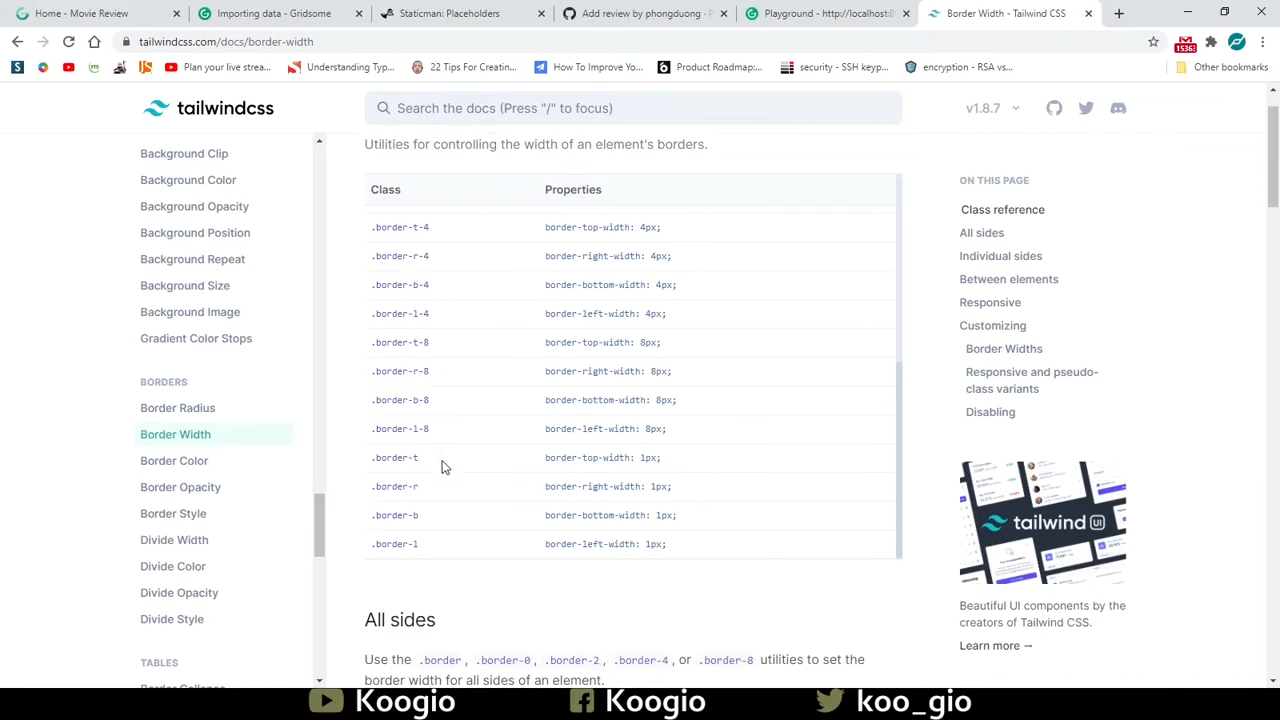 Home - Movie Review
Importing data - Gridsome
Staticman: Placeholders
Add review by phongduong
Playground - http://localhost:8
Border Width - Tailwind CSS
tailwindcss.com/docs/border-width
15363
Plan your live strea...
Understanding Typ...
22 Tips For Creatin...
How To Improve Yo...
Product Roadmap:...
security - SSH keyp...
encryption - RSA vs...
Other bookmarks
tailwindcss
Search the docs (Press "/" to focus)
v1.8.7
Background Clip
Background Color
Background Opacity
Background Position
Background Repeat
Background Size
Background Image
Gradient Color Stops
BORDERS
Border Radius
Border Width
Border Color
Border Opacity
Border Style
Divide Width
Divide Color
Divide Opacity
Divide Style
TABLES
Border Collapse
Utilities for controlling the width of an element's borders.
Class Properties
.border-t-4 border-top-width: 4px;
.border-r-4 border-right-width: 4px;
.border-b-4 border-bottom-width: 4px;
.border-l-4 border-left-width: 4px;
.border-t-8 border-top-width: 8px;
.border-r-8 border-right-width: 8px;
.border-b-8 border-bottom-width: 8px;
.border-l-8 border-left-width: 8px;
.border-t border-top-width: 1px;
.border-r border-right-width: 1px;
.border-b border-bottom-width: 1px;
.border-l border-left-width: 1px;
All sides
Use the .border, .border-0, .border-2, .border-4, or .border-8 utilities to set the
border width for all sides of an element.
ON THIS PAGE
Class reference
All sides
Individual sides
Between elements
Responsive
Customizing
Border Widths
Responsive and pseudo-
class variants
Disabling
tailwind UI
Beautiful UI components by the
creators of Tailwind CSS.
Learn more →
Koogio
Koogio
koo_gio